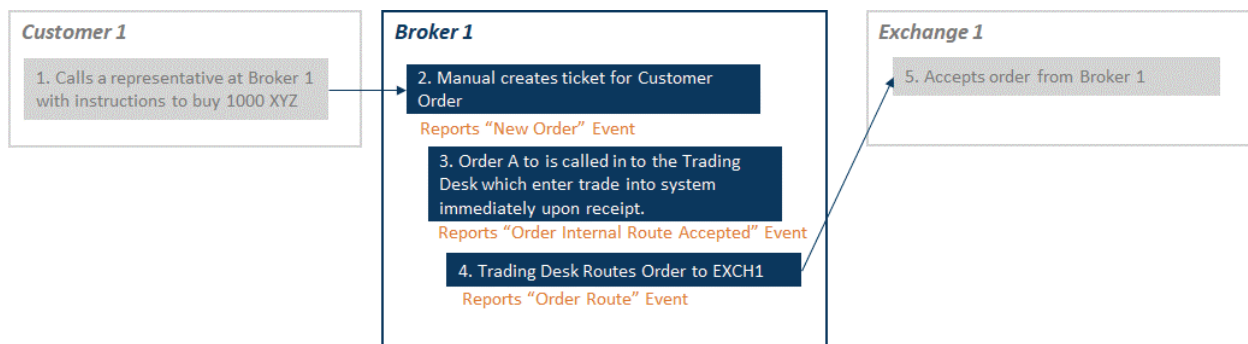 Customer 1
1. Calls a representative at Broker 1
with instructions to buy 1000 XYZ
Broker 1
2. Manual creates ticket for Customer
Order
Reports “New Order” Event
3. Order A to is called in to the Trading
Desk which enter trade into system
immediately upon receipt.
Reports “Order Internal Route Accepted” Event
4. Trading Desk Routes Order to EXCH1
Reports “Order Route” Event
Exchange 1
5. Accepts order from Broker 1